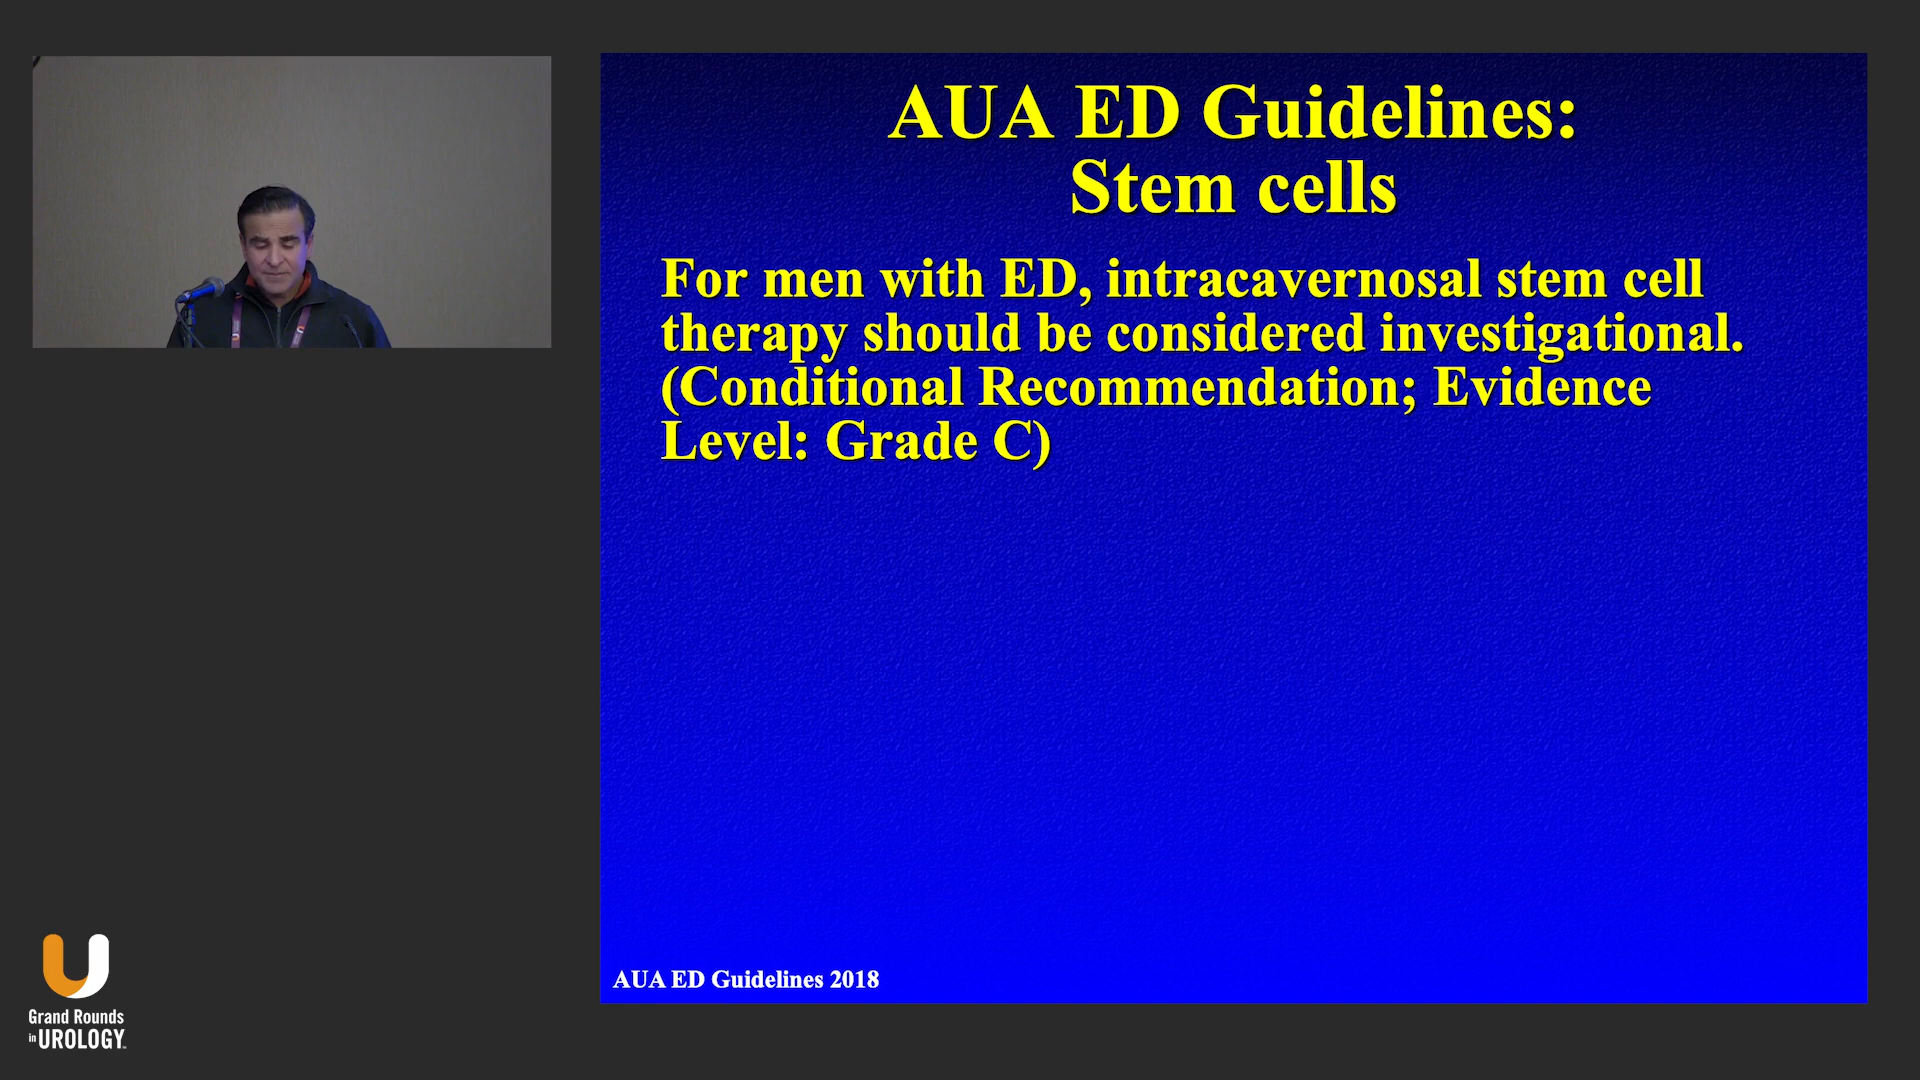 AUA ED Guidelines:
Stem cells
For men with ED, intracavernosal stem cell
therapy should be considered investigational.
(Conditional Recommendation; Evidence
Level: Grade C)
AUA ED Guidelines 2018
Grand Rounds
in UROLOGY